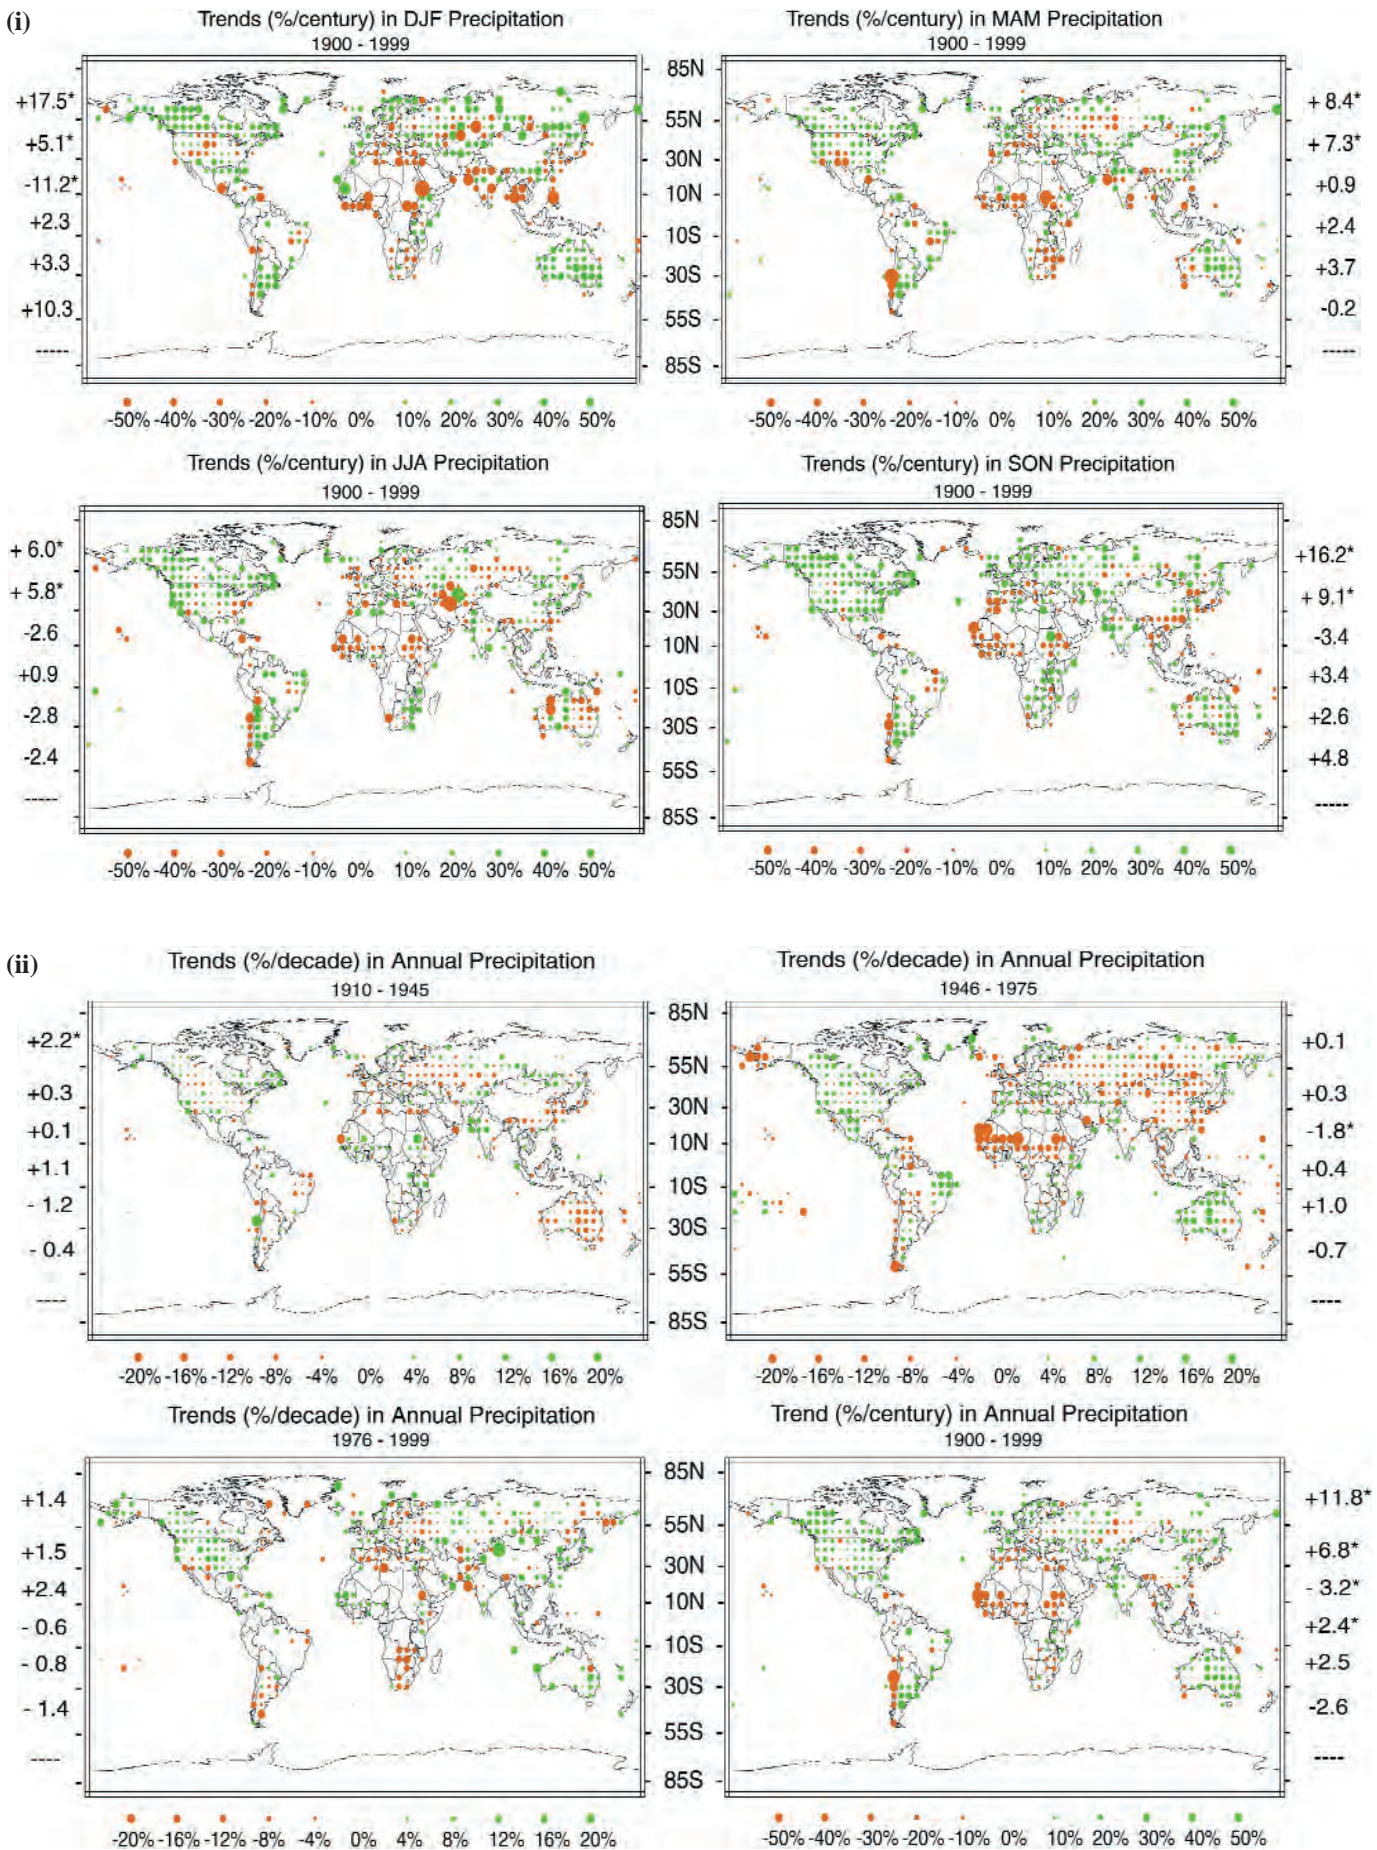 (i)
Trends (%/century) in DJF Precipitation
1900 - 1999
+17.5*
+5.1*
-11.2*
+2.3
+3.3
+10.3
-----
-50% -40% -30% -20% -10% 0% 10% 20% 30% 40% 50%
85N
55N
30N
10N
10S
30S
55S
85S
Trends (%/century) in MAM Precipitation
1900 - 1999
+ 8.4*
+ 7.3*
+0.9
+2.4
+3.7
-0.2
-----
-50% -40% -30% -20% -10% 0% 10% 20% 30% 40% 50%
Trends (%/century) in JJA Precipitation
1900 - 1999
+ 6.0*
+ 5.8*
-2.6
+0.9
-2.8
-2.4
-----
-50% -40% -30% -20% -10% 0% 10% 20% 30% 40% 50%
85N
55N
30N
10N
10S
30S
55S
85S
Trends (%/century) in SON Precipitation
1900 - 1999
+16.2*
+ 9.1*
-3.4
+3.4
+2.6
+4.8
-----
-50% -40% -30% -20% -10% 0% 10% 20% 30% 40% 50%
(ii)
Trends (%/decade) in Annual Precipitation
1910 - 1945
+2.2*
+0.3
+0.1
+1.1
- 1.2
- 0.4
----
-20% -16% -12% -8% -4% 0% 4% 8% 12% 16% 20%
85N
55N
30N
10N
10S
30S
55S
85S
Trends (%/decade) in Annual Precipitation
1946 - 1975
+0.1
+0.3
-1.8*
+0.4
+1.0
-0.7
----
-20% -16% -12% -8% -4% 0% 4% 8% 12% 16% 20%
Trends (%/decade) in Annual Precipitation
1976 - 1999
+1.4
+1.5
+2.4
- 0.6
- 0.8
- 1.4
----
-20% -16% -12% -8% -4% 0% 4% 8% 12% 16% 20%
85N
55N
30N
10N
10S
30S
55S
85S
Trend (%/century) in Annual Precipitation
1900 - 1999
+11.8*
+6.8*
- 3.2*
+2.4*
+2.5
-2.6
----
-50% -40% -30% -20% -10% 0% 10% 20% 30% 40% 50%